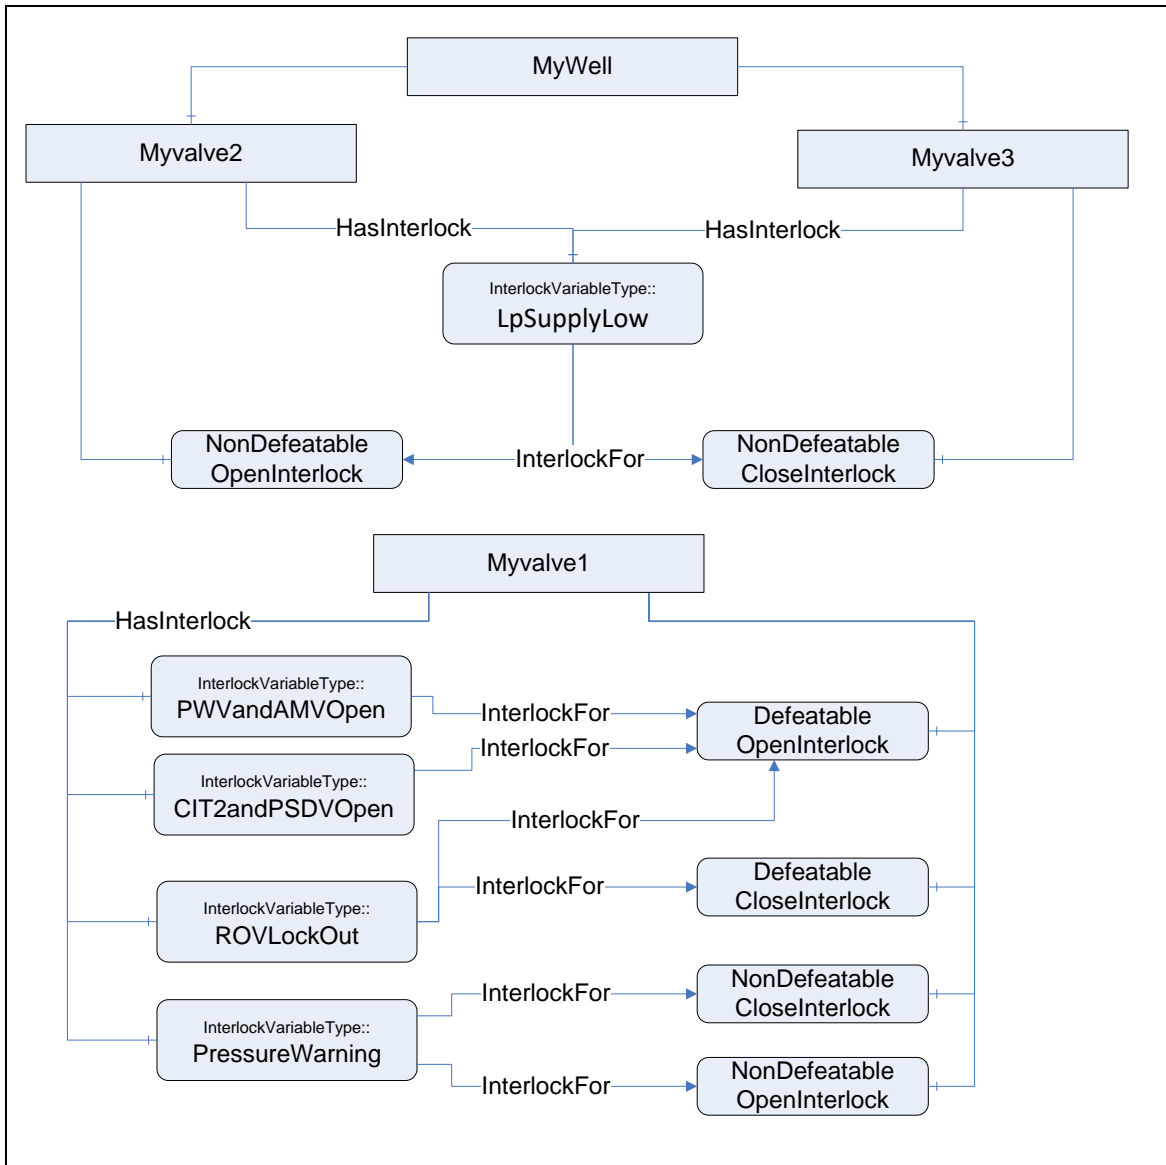 MyWell
Myvalve2
Myvalve3
HasInterlock
HasInterlock
InterlockVariableType::
LpSupplyLow
NonDefeatable
OpenInterlock
InterlockFor
NonDefeatable
CloseInterlock
Myvalve1
HasInterlock
InterlockVariableType::
PWVandAMVOpen
InterlockFor
Defeatable
OpenInterlock
InterlockFor
InterlockVariableType::
CIT2andPSDVOpen
InterlockFor
InterlockVariableType::
ROVLockOut
InterlockFor
Defeatable
CloseInterlock
InterlockVariableType::
PressureWarning
InterlockFor
NonDefeatable
CloseInterlock
InterlockFor
NonDefeatable
OpenInterlock